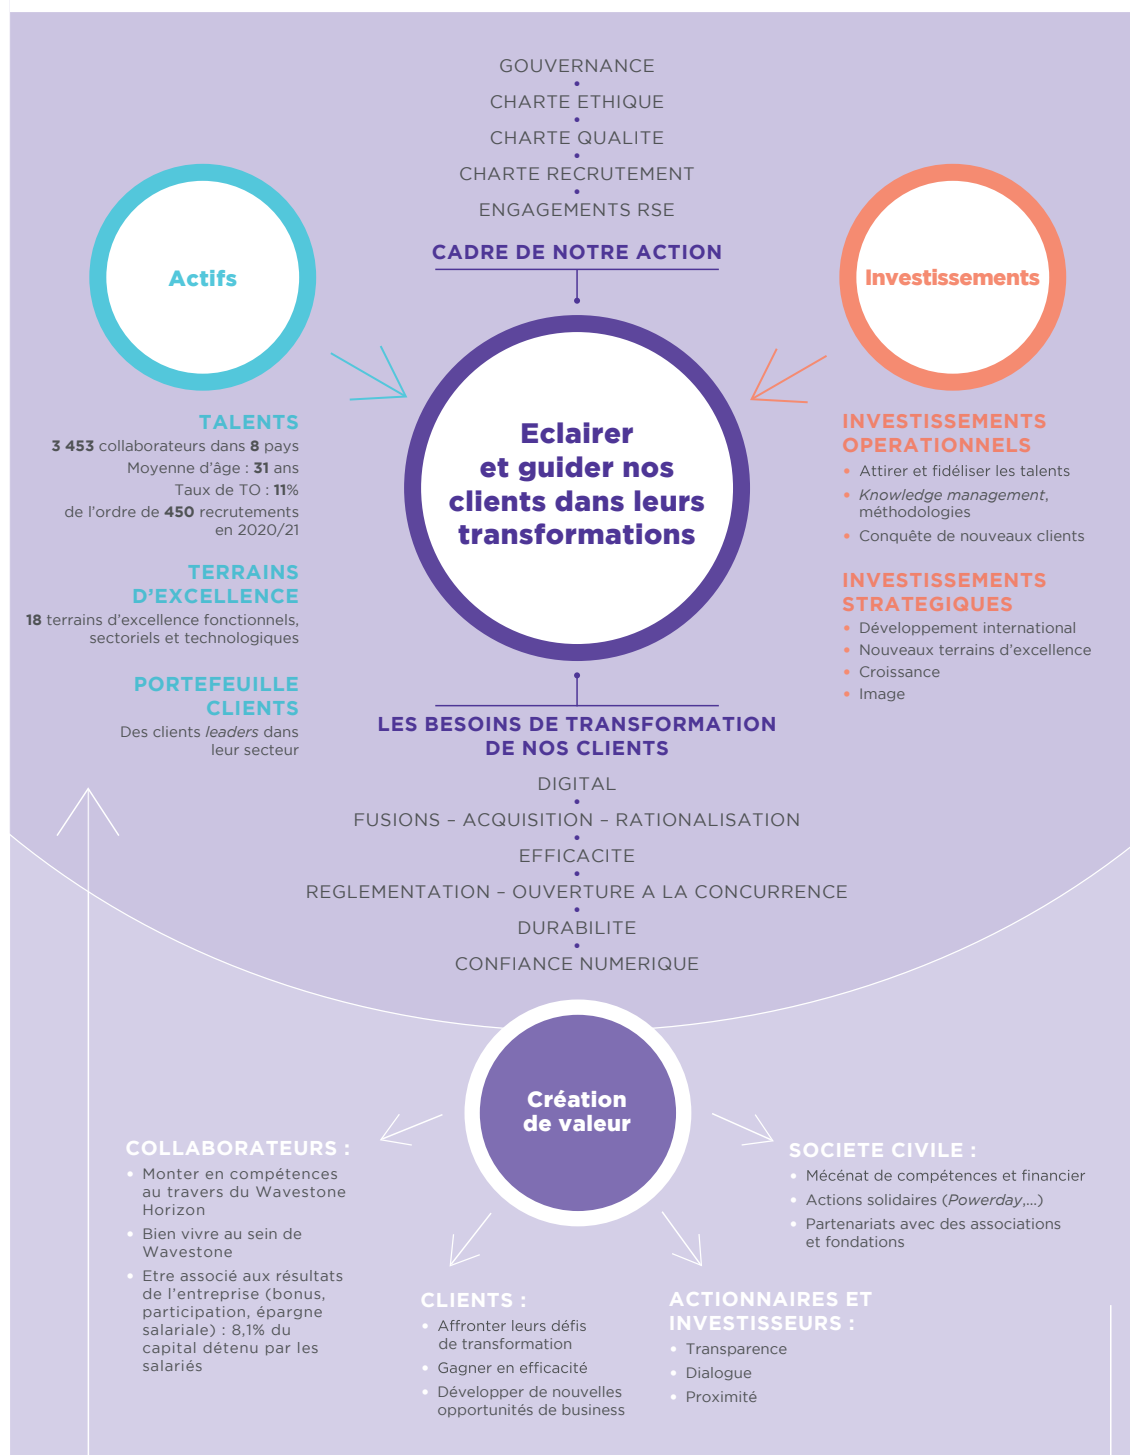 GOUVERNANCE
•
CHARTE ETHIQUE
•
CHARTE QUALITE
•
CHARTE RECRUTEMENT
•
ENGAGEMENTS RSE
CADRE DE NOTRE ACTION
Actifs
TALENTS
3 453 collaborateurs dans 8 pays
Moyenne d’âge : 31 ans
Taux de TO : 11%
de l’ordre de 450 recrutements
en 2020/21
TERRAINS
D’EXCELLENCE
18 terrains d’excellence fonctionnels,
sectoriels et technologiques
PORTEFEUILLE
CLIENTS
Des clients leaders dans
leur secteur
Eclairer
et guider nos
clients dans leurs
transformations
Investissements
INVESTISSEMENTS
OPERATIONNELS
• Attirer et fidéliser les talents
• Knowledge management,
méthodologies
• Conquête de nouveaux clients
INVESTISSEMENTS
STRATEGIQUES
• Développement international
• Nouveaux terrains d’excellence
• Croissance
• Image
LES BESOINS DE TRANSFORMATION
DE NOS CLIENTS
DIGITAL
•
FUSIONS – ACQUISITION – RATIONALISATION
•
EFFICACITE
•
REGLEMENTATION – OUVERTURE A LA CONCURRENCE
•
DURABILITE
•
CONFIANCE NUMERIQUE
Création
de valeur
COLLABORATEURS :
• Monter en compétences
au travers du Wavestone
Horizon
• Bien vivre au sein de
Wavestone
• Etre associé aux résultats
de l’entreprise (bonus,
participation, épargne
salariale) : 8,1% du
capital détenu par les
salariés
CLIENTS :
• Affronter leurs défis
de transformation
• Gagner en efficacité
• Développer de nouvelles
opportunités de business
ACTIONNAIRES ET
INVESTISSEURS :
• Transparence
• Dialogue
• Proximité
SOCIETE CIVILE :
• Mécénat de compétences et financier
• Actions solidaires (Powerday,...)
• Partenariats avec des associations
et fondations